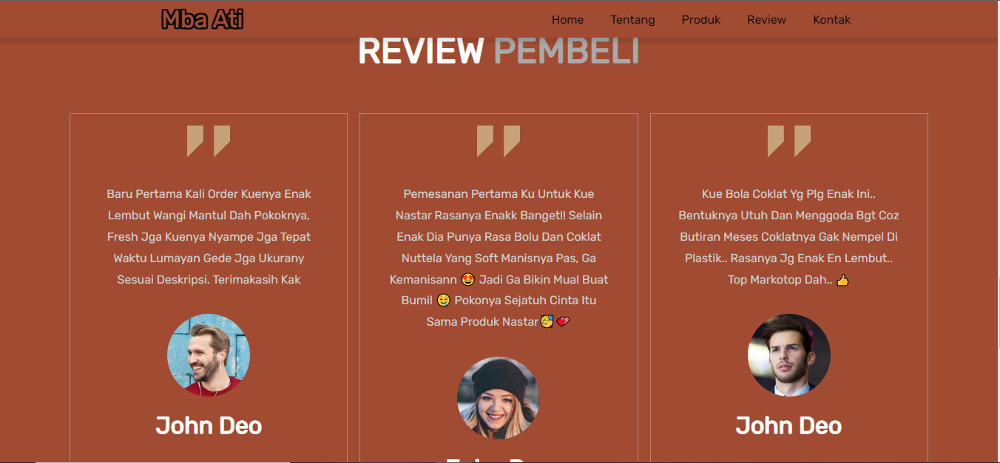 Mba Ati
Home Tentang Produk Review Kontak
REVIEW PEMBELI
Baru Pertama Kali Order Kuenya Enak
Lembut Wangi Mantul Dah Pokoknya,
Fresh Jga Kuenya Nyampe Jga Tepat
Waktu Lumayan Gede Jga Ukurany
Sesuai Deskripsi. Terimakasih Kak
John Deo
Pemesanan Pertama Ku Untuk Kue
Nastar Rasanya Enakk Banget!! Selain
Enak Dia Punya Rasa Bolu Dan Coklat
Nuttela Yang Soft Manisnya Pas, Ga
Kemanisann 😍 Jadi Ga Bikin Mual Buat
Bumil 😋 Pokonya Sejatuh Cinta Itu
Sama Produk Nastar🥳💕
Kue Bola Coklat Yg Plg Enak Ini..
Bentuknya Utuh Dan Menggoda Bgt Coz
Butiran Meses Coklatnya Gak Nempel Di
Plastik.. Rasanya Jg Enak En Lembut..
Top Markotop Dah.. 👍
John Deo